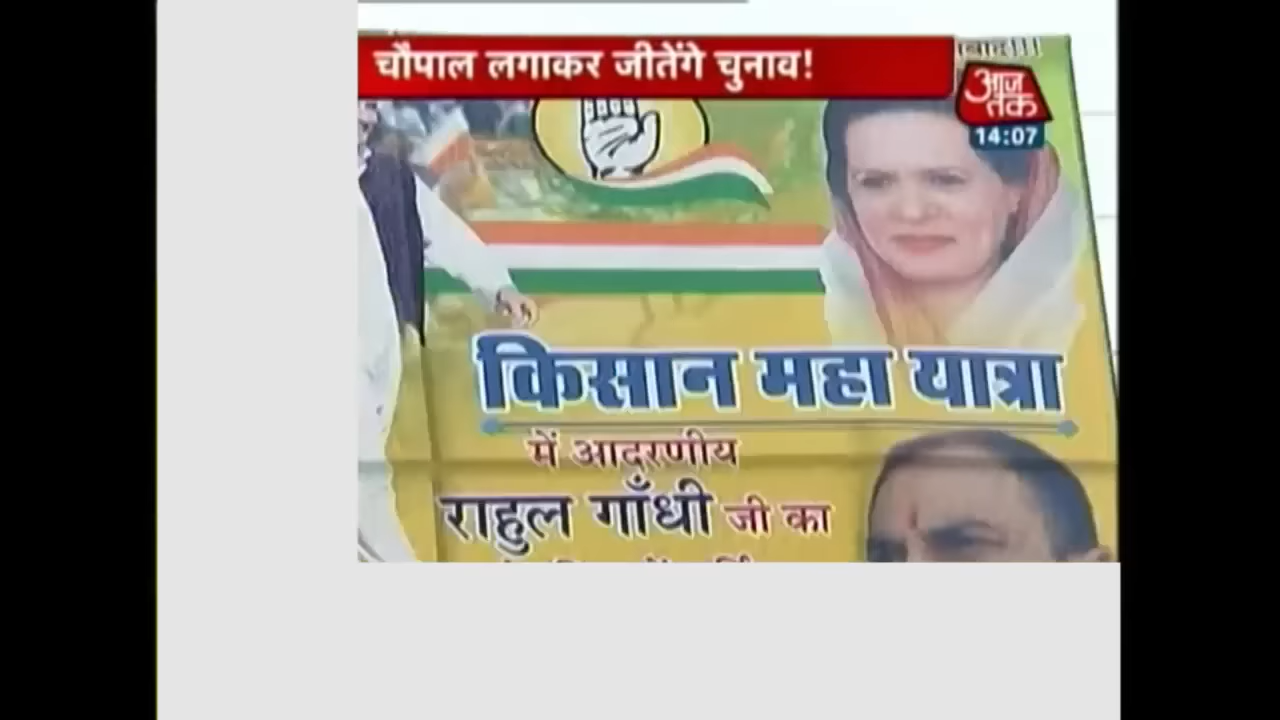 चौपाल लगाकर जीतेंगे चुनाव!
आज
तक
14:07
किसान महा यात्रा
में आदरणीय
राहुल गाँधी जी का